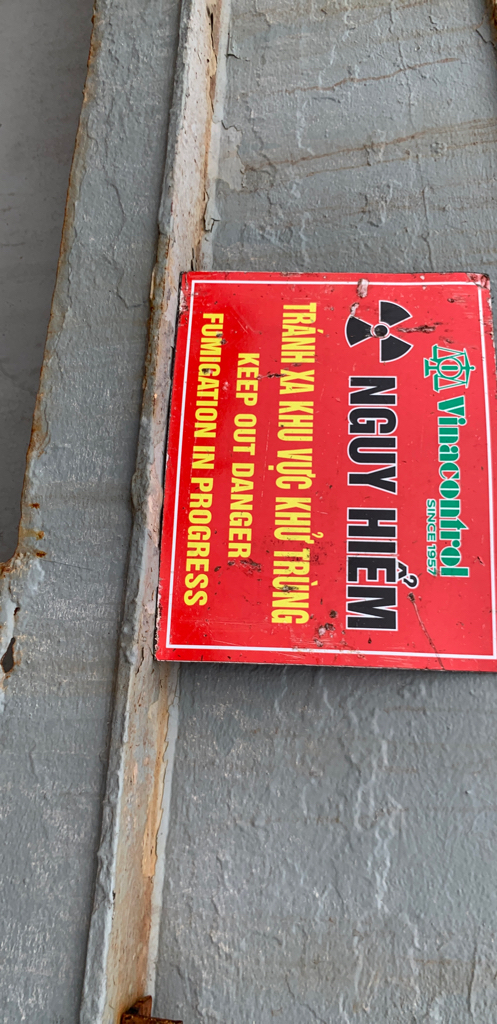 Vinacontrol
SINCE 1957
NGUY HIỂM
TRÁNH XA KHU VỰC KHỬ TRÙNG
KEEP OUT DANGER
FUMIGATION IN PROGRESS